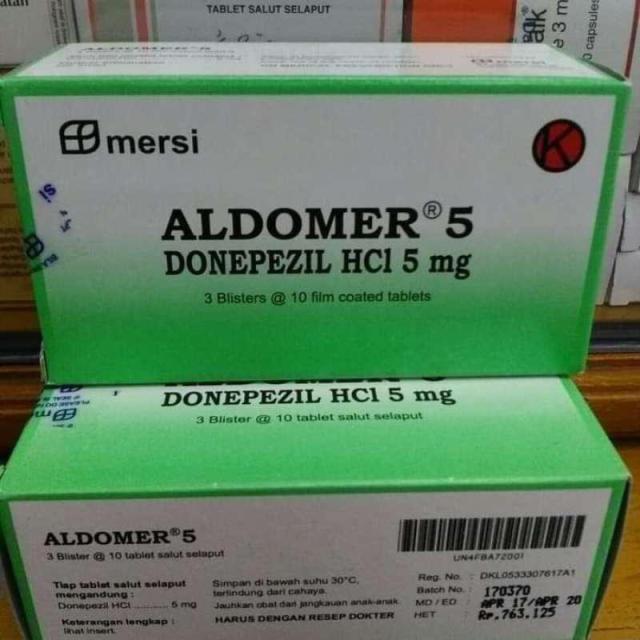 TABLET SALUT SELAPUT
capsules
mersi
mersi
K
ALDOMER® 5
DONEPEZIL HCl 5 mg
3 Blisters @ 10 film coated tablets
DONEPEZIL HCl 5 mg
3 Blister @ 10 tablet salut selaput
ALDOMER® 5
3 Blister @ 10 tablet salut selaput
Tiap tablet salut selaput
mengandung :
Donepezil HCl .......... 5 mg
Keterangan lengkap :
lihat insert.
Simpan di bawah suhu 30°C,
terlindung dari cahaya.
Jauhkan obat dari jangkauan anak-anak.
HARUS DENGAN RESEP DOKTER
UN4FBA7200I
Reg. No. : DKL0533307617A1
Batch No. : 170370
MD / ED : APR 17/APR 20
HET : Rp.763.125